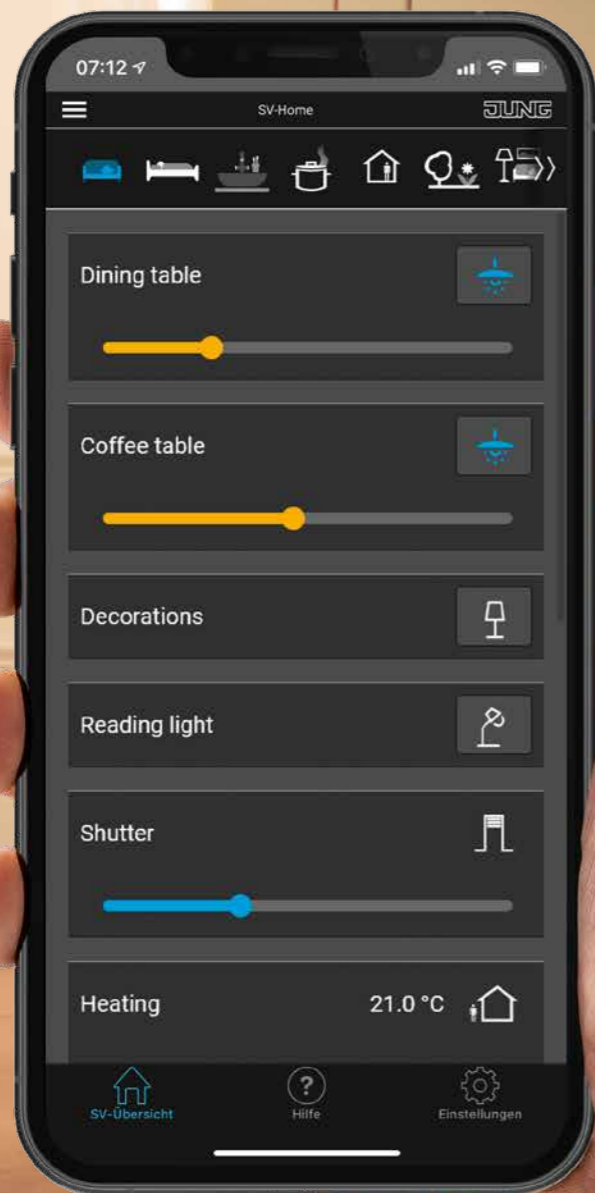 07:12
SV-Home
JUNG
Dining table
Coffee table
Decorations
Reading light
Shutter
Heating 21.0 °C
SV-Übersicht
Hilfe
Einstellungen